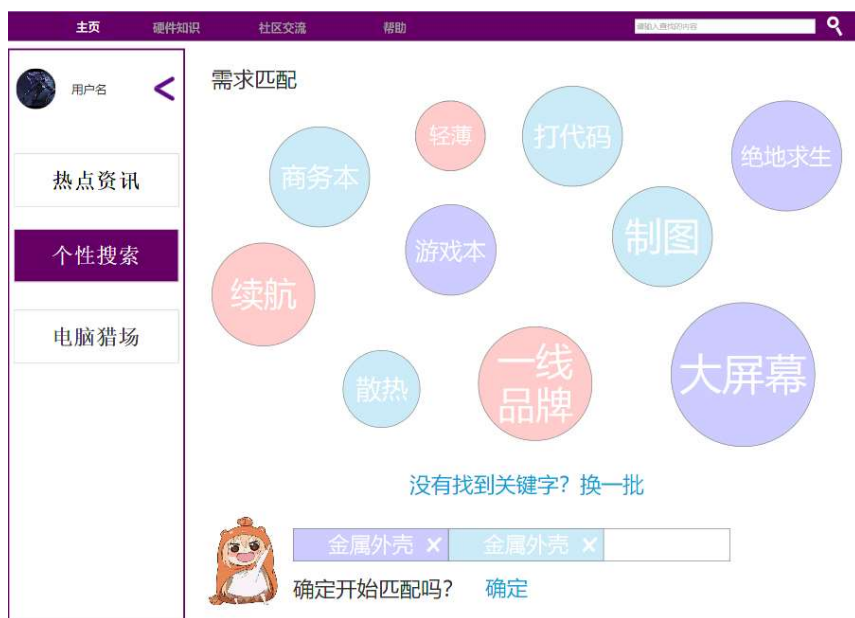 主页 硬件知识 社区交流 帮助 请输入查找的内容
用户名
热点资讯
个性搜索
电脑猎场
需求匹配
轻薄
打代码
商务本
绝地求生
游戏本
制图
续航
散热
一线
品牌
大屏幕
没有找到关键字？换一批
金属外壳 × 金属外壳 ×
确定开始匹配吗？ 确定